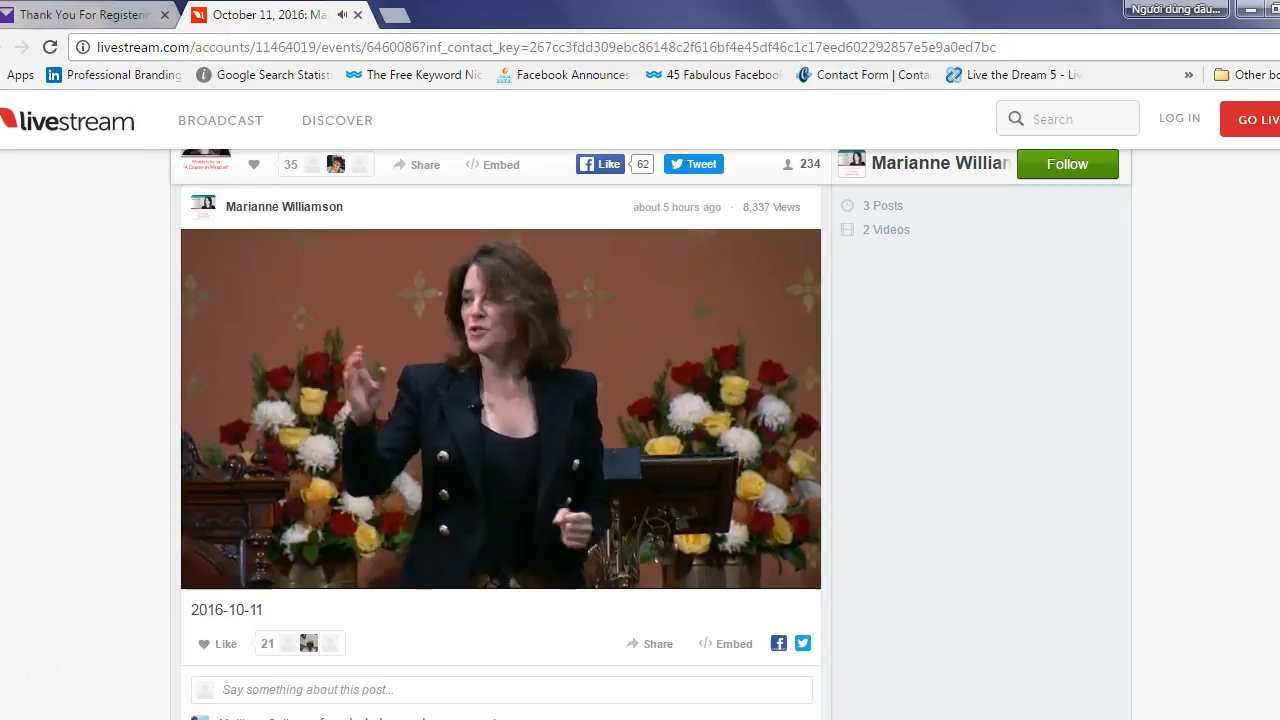 Thank You For Registenn
October 11, 2016: Ma
Người dùng đầu...
livestream.com/accounts/11464019/events/6460086?inf_contact_key=267cc3fdd309ebc86148c2f616bf4e45df46c1c17eed602292857e5e9a0ed7bc
Apps Professional Branding Google Search Statist The Free Keyword Nic Facebook Announces 45 Fabulous Facebook Contact Form | Conta Live the Dream 5 - Liv » Other bo
livestream BROADCAST DISCOVER Search LOG IN GO LIV
35 Share Embed Like 62 Tweet 234 Marianne William Follow
Marianne Williamson about 5 hours ago · 8,337 Views
3 Posts
2 Videos
2016-10-11
Like 21 Share Embed
Say something about this post...